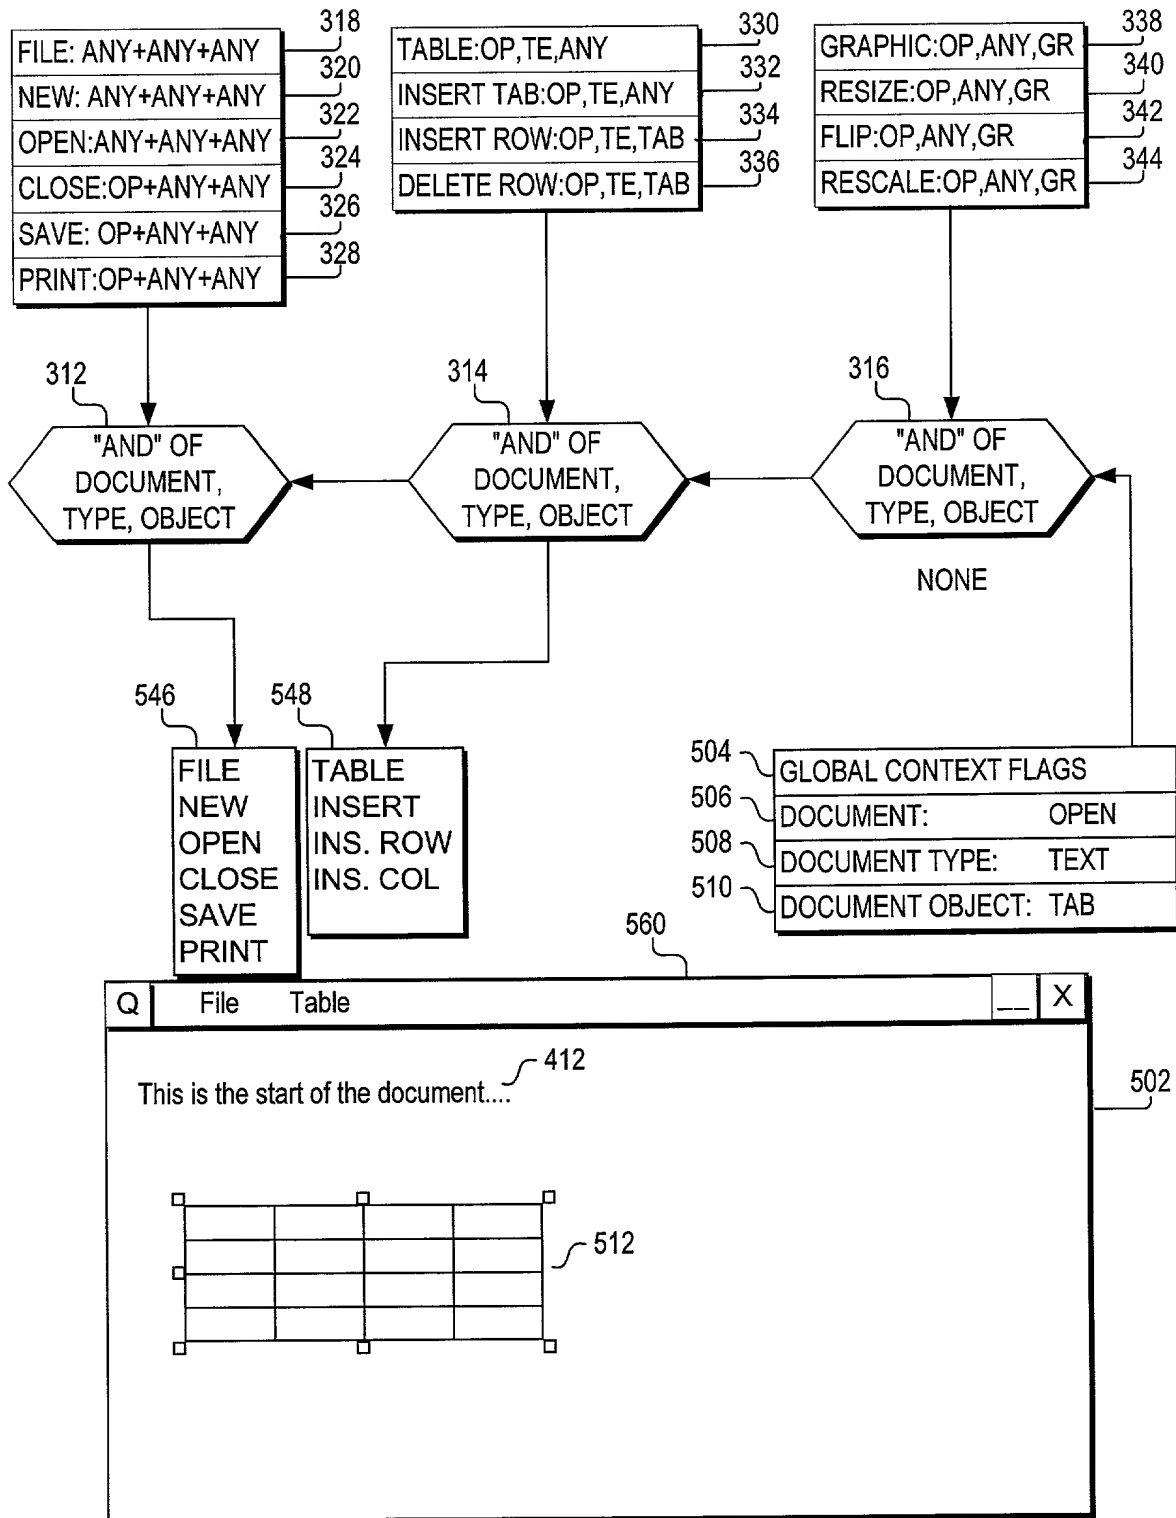 FILE: ANY+ANY+ANY
318
NEW: ANY+ANY+ANY
320
OPEN:ANY+ANY+ANY
322
CLOSE:OP+ANY+ANY
324
SAVE: OP+ANY+ANY
326
PRINT:OP+ANY+ANY
328
TABLE:OP,TE,ANY
330
INSERT TAB:OP,TE,ANY
332
INSERT ROW:OP,TE,TAB
334
DELETE ROW:OP,TE,TAB
336
GRAPHIC:OP,ANY,GR
338
RESIZE:OP,ANY,GR
340
FLIP:OP,ANY,GR
342
RESCALE:OP,ANY,GR
344
312
"AND" OF
DOCUMENT,
TYPE, OBJECT
314
"AND" OF
DOCUMENT,
TYPE, OBJECT
316
"AND" OF
DOCUMENT,
TYPE, OBJECT
NONE
546
FILE
NEW
OPEN
CLOSE
SAVE
PRINT
548
TABLE
INSERT
INS. ROW
INS. COL
504
GLOBAL CONTEXT FLAGS
506
DOCUMENT: OPEN
508
DOCUMENT TYPE: TEXT
510
DOCUMENT OBJECT: TAB
560
Q File Table __ X
This is the start of the document....
412
502
512